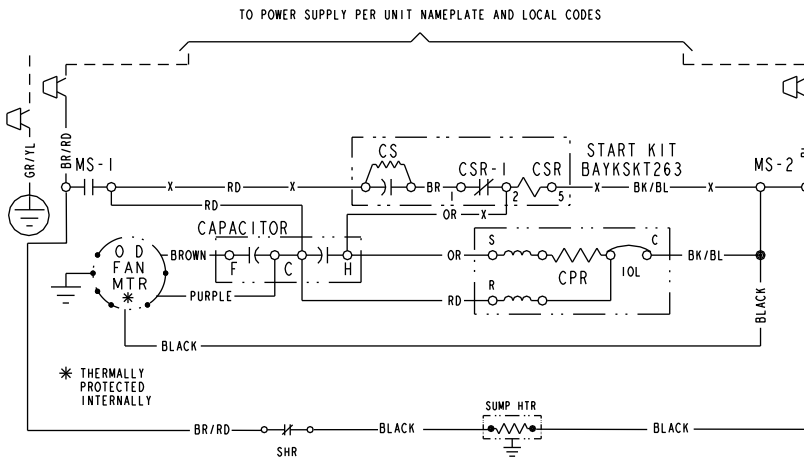 TO POWER SUPPLY PER UNIT NAMEPLATE AND LOCAL CODES
GR/YL
BR/RD
MS-1
X
RD
X
CS
BR
CSR-1
CSR
1
2
5
START KIT
BAYKSKT263
X
BK/BL
X
MS-2
RD
OR
X
CAPACITOR
O D
FAN
MTR
*
BROWN
F
C
H
PURPLE
OR
S
R
RD
CPR
IOL
C
BK/BL
BLACK
BLACK
* THERMALLY
PROTECTED
INTERNALLY
BR/RD
SHR
BLACK
SUMP HTR
BLACK